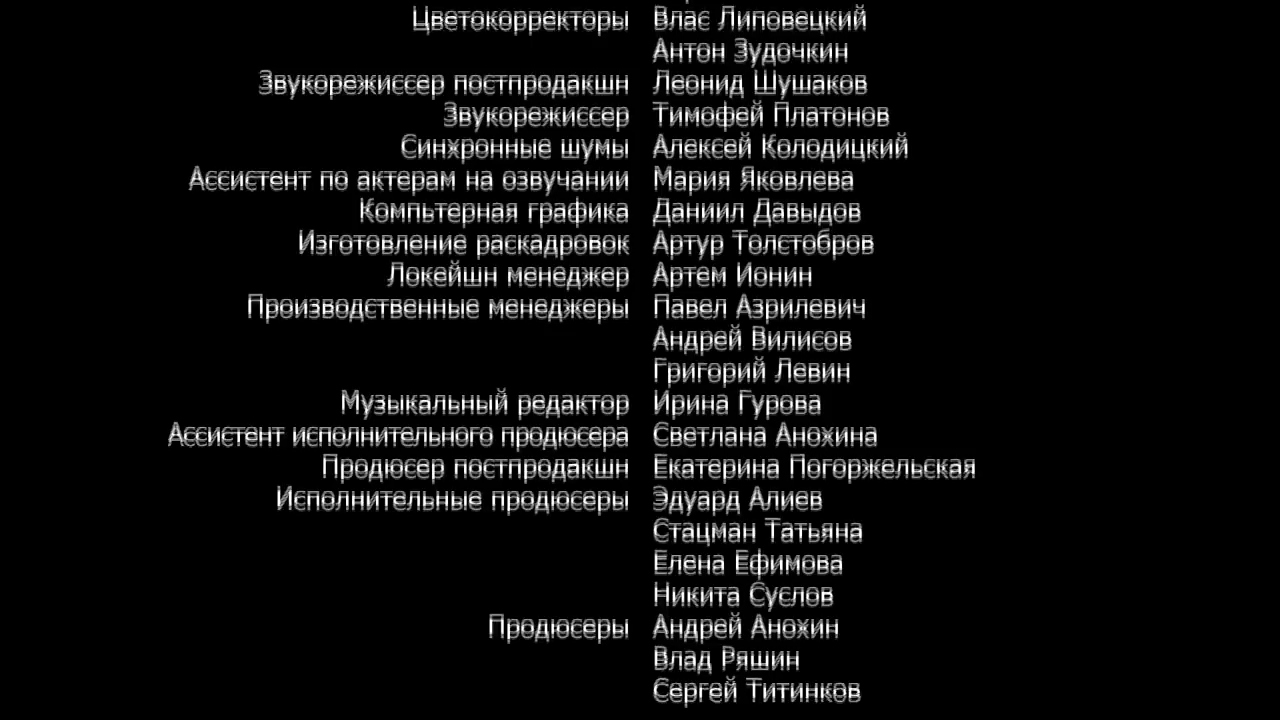 Цветокорректоры Влас Липовецкий
Антон Зудочкин
Звукорежиссер постпродакшн Леонид Шушаков
Звукорежиссер Тимофей Платонов
Синхронные шумы Алексей Колодицкий
Ассистент по актерам на озвучании Мария Яковлева
Компьтерная графика Даниил Давыдов
Изготовление раскадровок Артур Толстобров
Локейшн менеджер Артем Ионин
Производственные менеджеры Павел Азрилевич
Андрей Вилисов
Григорий Левин
Музыкальный редактор Ирина Гурова
Ассистент исполнительного продюсера Светлана Анохина
Продюсер постпродакшн Екатерина Погоржельская
Исполнительные продюсеры Эдуард Алиев
Стацман Татьяна
Елена Ефимова
Никита Суслов
Продюсеры Андрей Анохин
Влад Ряшин
Сергей Титинков